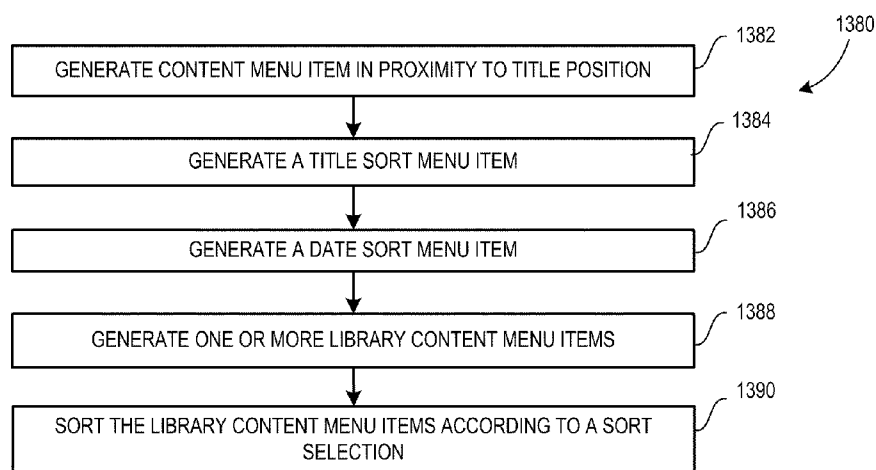 1380
1382
GENERATE CONTENT MENU ITEM IN PROXIMITY TO TITLE POSITION
1384
GENERATE A TITLE SORT MENU ITEM
1386
GENERATE A DATE SORT MENU ITEM
1388
GENERATE ONE OR MORE LIBRARY CONTENT MENU ITEMS
1390
SORT THE LIBRARY CONTENT MENU ITEMS ACCORDING TO A SORT
SELECTION